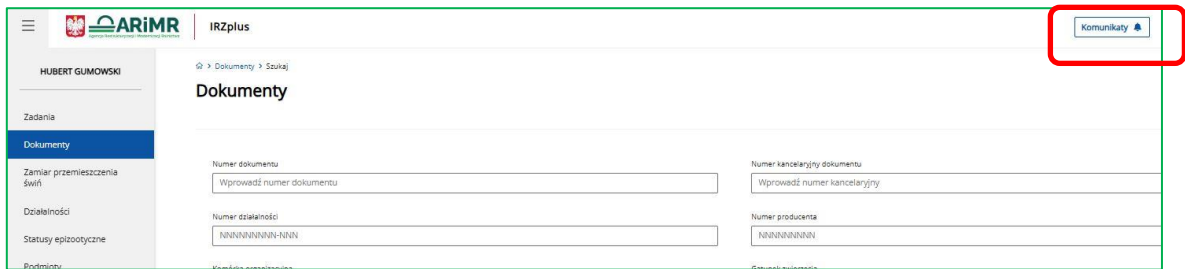 ARiMR
IRZplus
Komunikaty
HUBERT GUMOWSKI
Dokumenty > Szukaj
Dokumenty
Zadania
Dokumenty
Zamiar przemieszczenia
świń
Działalności
Statusy epizootyczne
Podmioty
Numer dokumentu
Wprowadź numer dokumentu
Numer kancelaryjny dokumentu
Wprowadź numer kancelaryjny
Numer działalności
NNNNNNNNN-NNN
Numer producenta
NNNNNNNNN